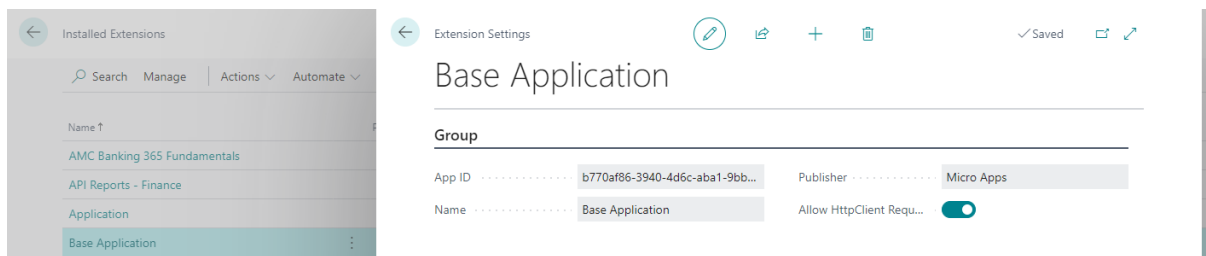 Installed Extensions
Search Manage Actions Automate
Name ↑
AMC Banking 365 Fundamentals
API Reports - Finance
Application
Base Application
Extension Settings
Saved
Base Application
Group
App ID b770af86-3940-4d6c-aba1-9bb... Publisher Micro Apps
Name Base Application Allow HttpClient Requ...